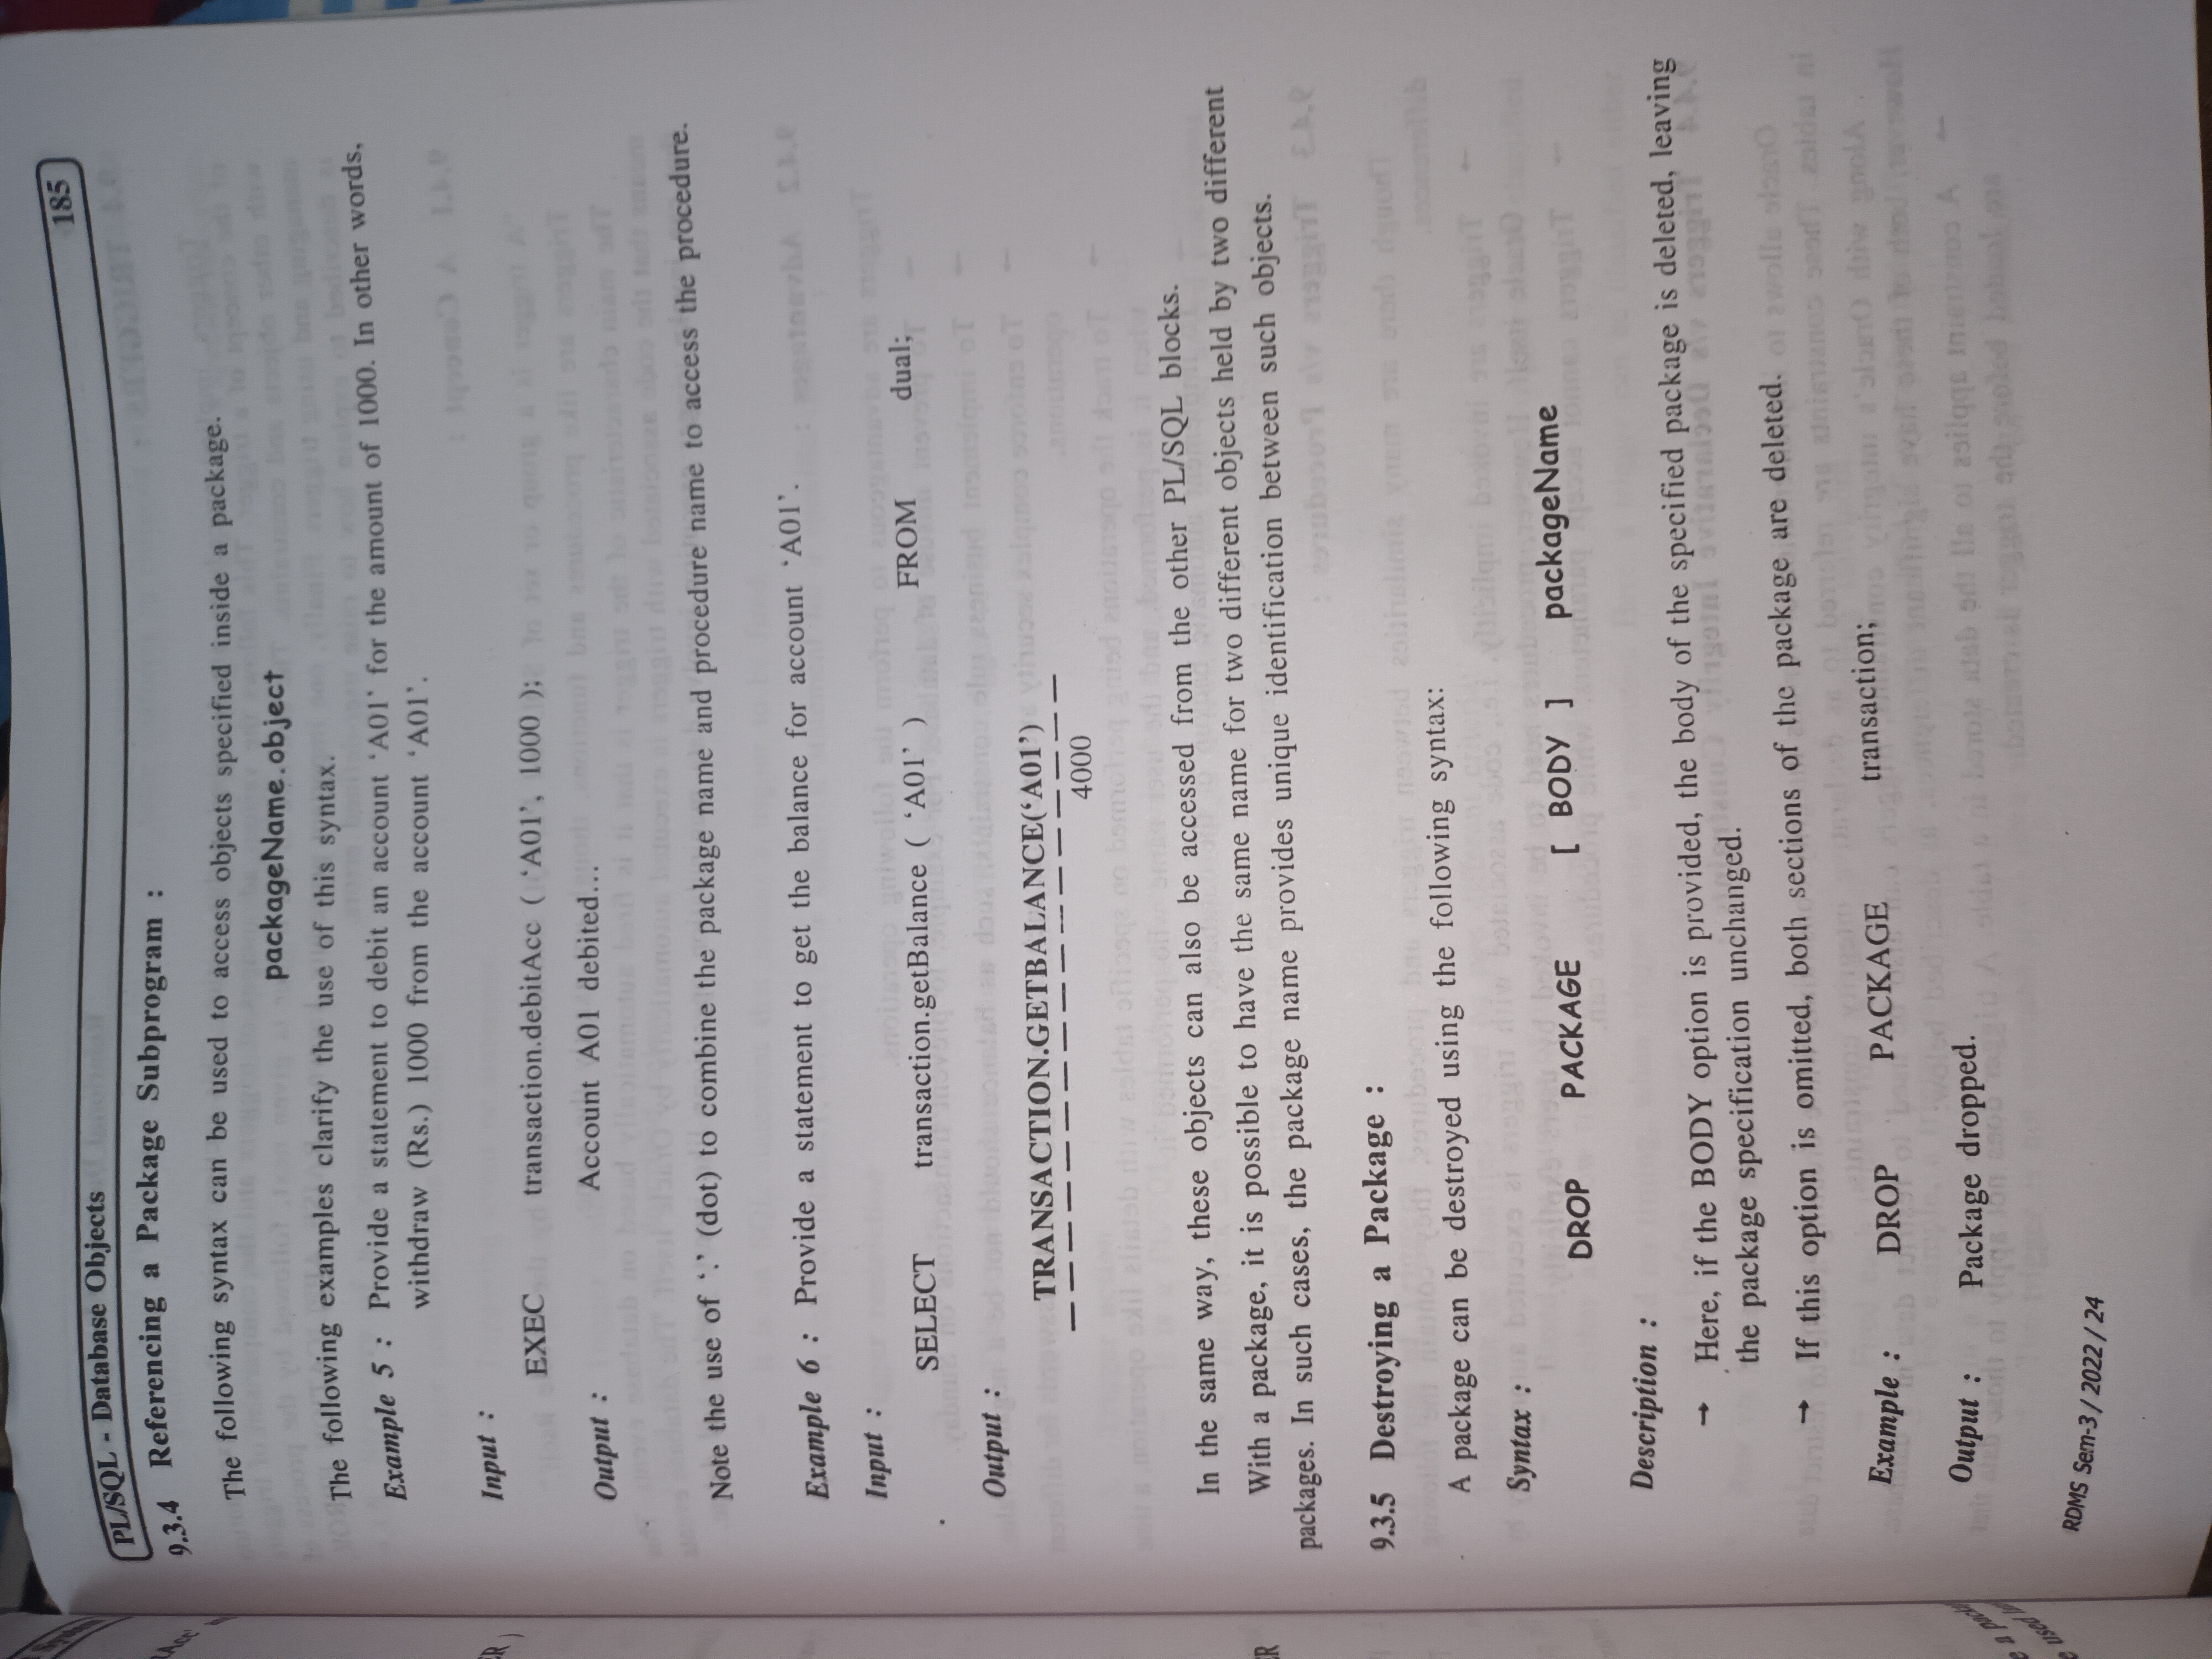 PL/SQL - Database Objects 185
9.3.4 Referencing a Package Subprogram :
The following syntax can be used to access objects specified inside a package.
packageName.object
The following examples clarify the use of this syntax.
Example 5 : Provide a statement to debit an account ‘A01’ for the amount of 1000. In other words,
withdraw (Rs.) 1000 from the account ‘A01’.
Input :
EXEC transaction.debitAcc ( ‘A01’, 1000 );
Output : Account A01 debited...
Note the use of ‘.’ (dot) to combine the package name and procedure name to access the procedure.
Example 6 : Provide a statement to get the balance for account ‘A01’.
Input :
SELECT transaction.getBalance ( ‘A01’ ) FROM dual;
Output :
TRANSACTION.GETBALANCE(‘A01’)
4000
In the same way, these objects can also be accessed from the other PL/SQL blocks.
With a package, it is possible to have the same name for two different objects held by two different
packages. In such cases, the package name provides unique identification between such objects.
9.3.5 Destroying a Package :
A package can be destroyed using the following syntax:
Syntax :
DROP PACKAGE [ BODY ] packageName
Description :
→ Here, if the BODY option is provided, the body of the specified package is deleted, leaving
the package specification unchanged.
→ If this option is omitted, both sections of the package are deleted.
Example : DROP PACKAGE transaction;
Output : Package dropped.
RDMS Sem-3 / 2022 / 24